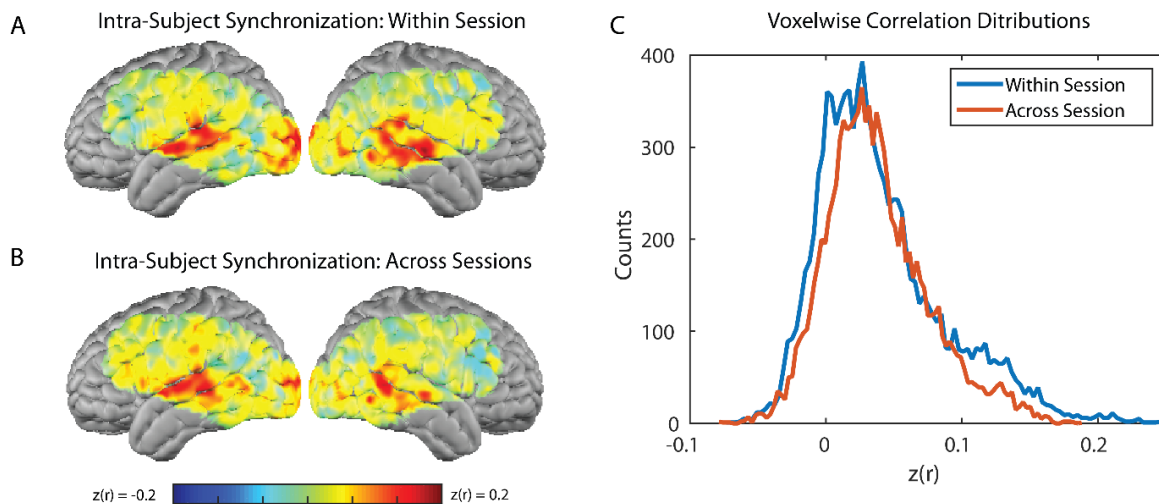 A
Intra-Subject Synchronization: Within Session
B
Intra-Subject Synchronization: Across Sessions
z(r) = -0.2
z(r) = 0.2
C
Voxelwise Correlation Ditributions
Within Session
Across Session
400
300
200
100
0
Counts
-0.1
0
0.1
0.2
z(r)